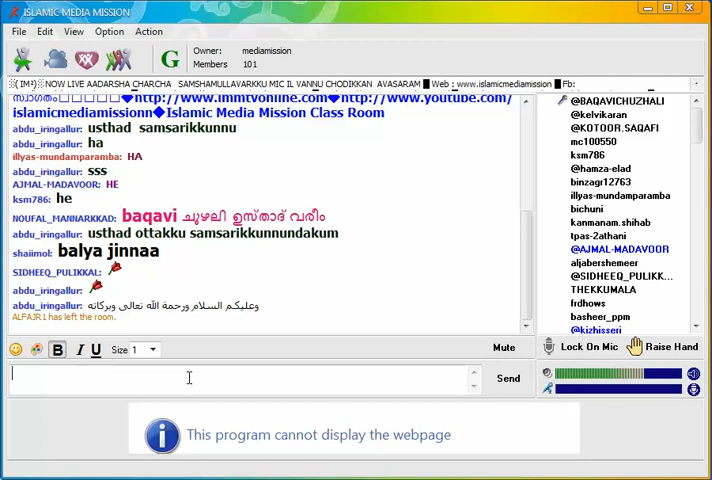 ISLAMIC MEDIA MISSION
File Edit View Option Action
G
Owner: mediamission
Members 101
░( IM²)░NOW LIVE AADARSHA_CHARCHA SAMSHAMULLAVARKKU MIC IL VANNU CHODIKKAN AVASARAM █ Web : www.islamicmediamission █ Fb:
സ്വാഗതം□□□□□◆http://www.immtvonline.com◆http://www.youtube.com/
islamicmediamissionn◆Islamic Media Mission Class Room
abdu_iringallur: usthad samsarikkunnu
abdu_iringallur: ha
illyas-mundamparamba: HA
abdu_iringallur: sss
AJMAL-MADAVOOR: HE
ksm786: he
NOUFAL_MANNARKKAD: baqavi ചുഴലി ഉസ്താദ് വരീം
abdu_iringallur: usthad ottakku samsarikkunnundakum
shaiimol: balya jinnaa
SIDHEEQ_PULIKKAL:
abdu_iringallur:
abdu_iringallur: وعليكم السلام ورحمة الله تعالى وبركاته
ALFAJR1 has left the room.
@BAQAVICHUZHALI
@kelvikaran
@KOTOOR.SAQAFI
mc100550
ksm786
@hamza-elad
binzagr12763
illyas-mundamparamba
bichuni
kanmanam.shihab
tpas-2athani
@AJMAL-MADAVOOR
aljabershemeer
@SIDHEEQ_PULIKK...
THEKKUMALA
frdhows
basheer_ppm
@kizhisseri
B I U Size 1 Mute
Lock On Mic Raise Hand
Send
This program cannot display the webpage